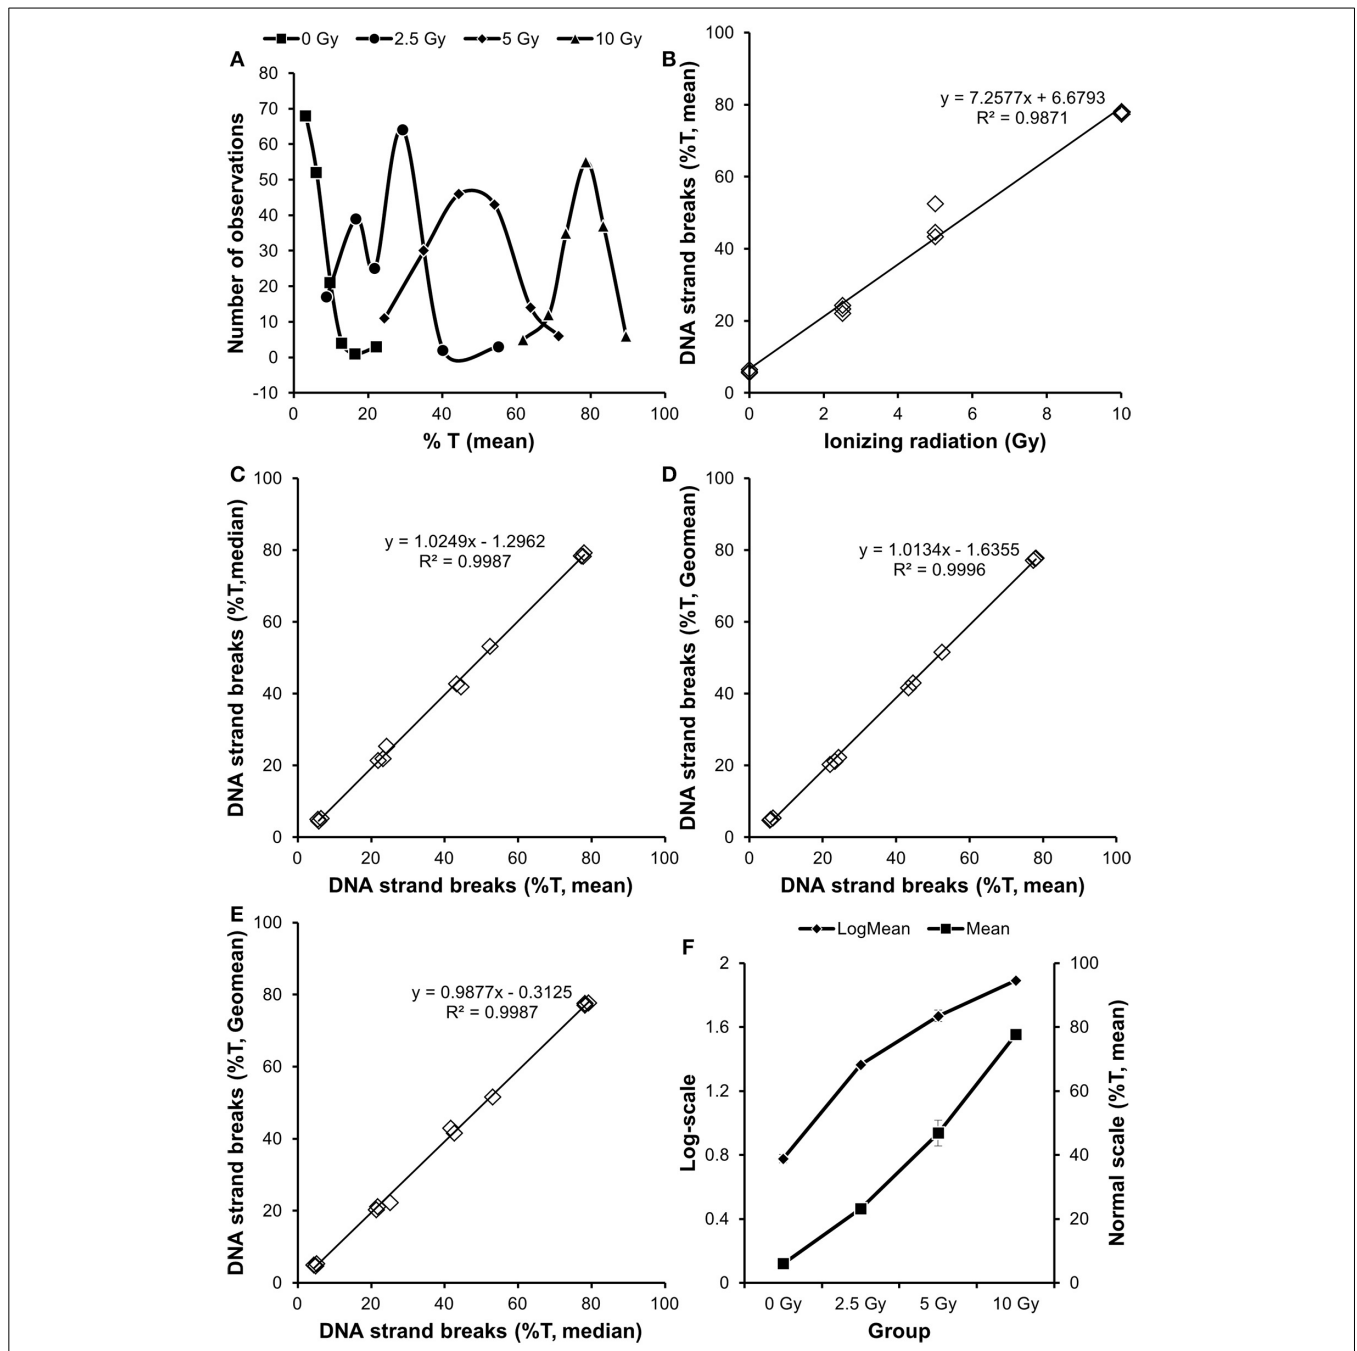 0 Gy 2.5 Gy 5 Gy 10 Gy
A
80
70
60
50
40
30
20
10
0
-10
Number of observations
0 20 40 60 80 100
% T (mean)
B
100
80
60
40
20
0
DNA strand breaks (%T, mean)
y = 7.2577x + 6.6793
R² = 0.9871
0 2 4 6 8 10
Ionizing radiation (Gy)
C
100
80
60
40
20
0
DNA strand breaks (%T,median)
y = 1.0249x - 1.2962
R² = 0.9987
0 20 40 60 80 100
DNA strand breaks (%T, mean)
D
100
80
60
40
20
0
DNA strand breaks (%T, Geomean)
y = 1.0134x - 1.6355
R² = 0.9996
0 20 40 60 80 100
DNA strand breaks (%T, mean)
E
100
80
60
40
20
0
DNA strand breaks (%T, Geomean)
y = 0.9877x - 0.3125
R² = 0.9987
0 20 40 60 80 100
DNA strand breaks (%T, median)
LogMean Mean
F
2
1.6
1.2
0.8
0.4
0
Log-scale
100
80
60
40
20
0
Normal scale (%T, mean)
0 Gy 2.5 Gy 5 Gy 10 Gy
Group